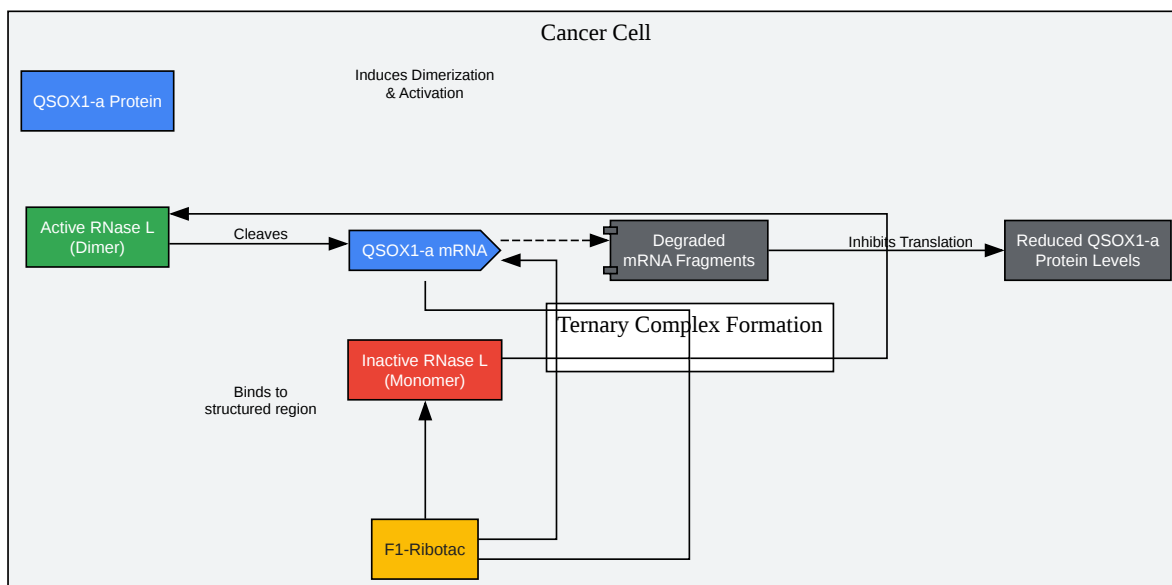 Cancer Cell
Induces Dimerization
& Activation
QSOX1-a Protein
Active RNase L
(Dimer)
Cleaves
QSOX1-a mRNA
Degraded
mRNA Fragments
Inhibits Translation
Reduced QSOX1-a
Protein Levels
Ternary Complex Formation
Inactive RNase L
(Monomer)
Binds to
structured region
F1-Ribotac